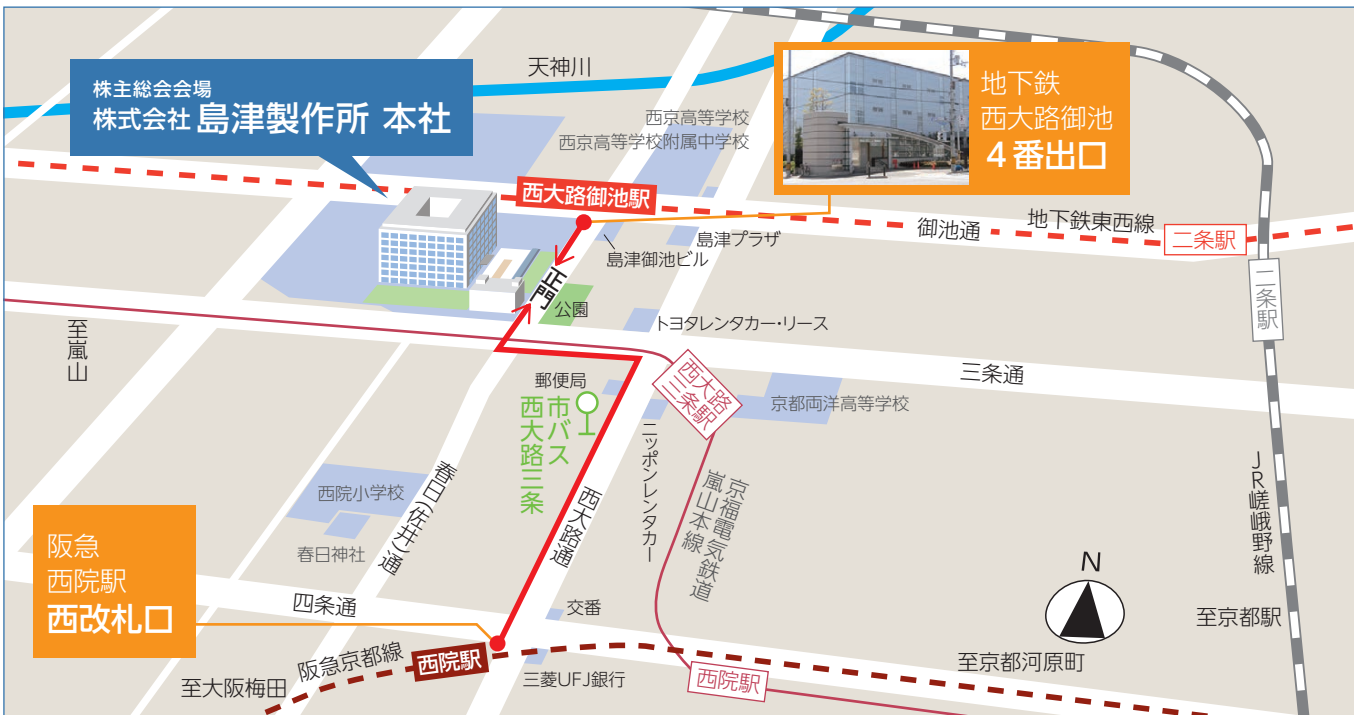 株主総会会場
株式会社 島津製作所 本社
天神川
西京高等学校
西京高等学校附属中学校
地下鉄
西大路御池
4番出口
西大路御池駅
御池通
地下鉄東西線
二条駅
二条駅
島津プラザ
島津御池ビル
正門
公園
トヨタレンタカー・リース
至嵐山
三条通
西大路
三条駅
京都両洋高等学校
郵便局
市バス
西大路三条
ニッポンレンタカー
京福電気鉄道
嵐山本線
JR嵯峨野線
西院小学校
春日神社
春日(佐井)通
西大路通
阪急
西院駅
西改札口
四条通
交番
N
至京都駅
阪急京都線
西院駅
至京都河原町
至大阪梅田
三菱UFJ銀行
西院駅